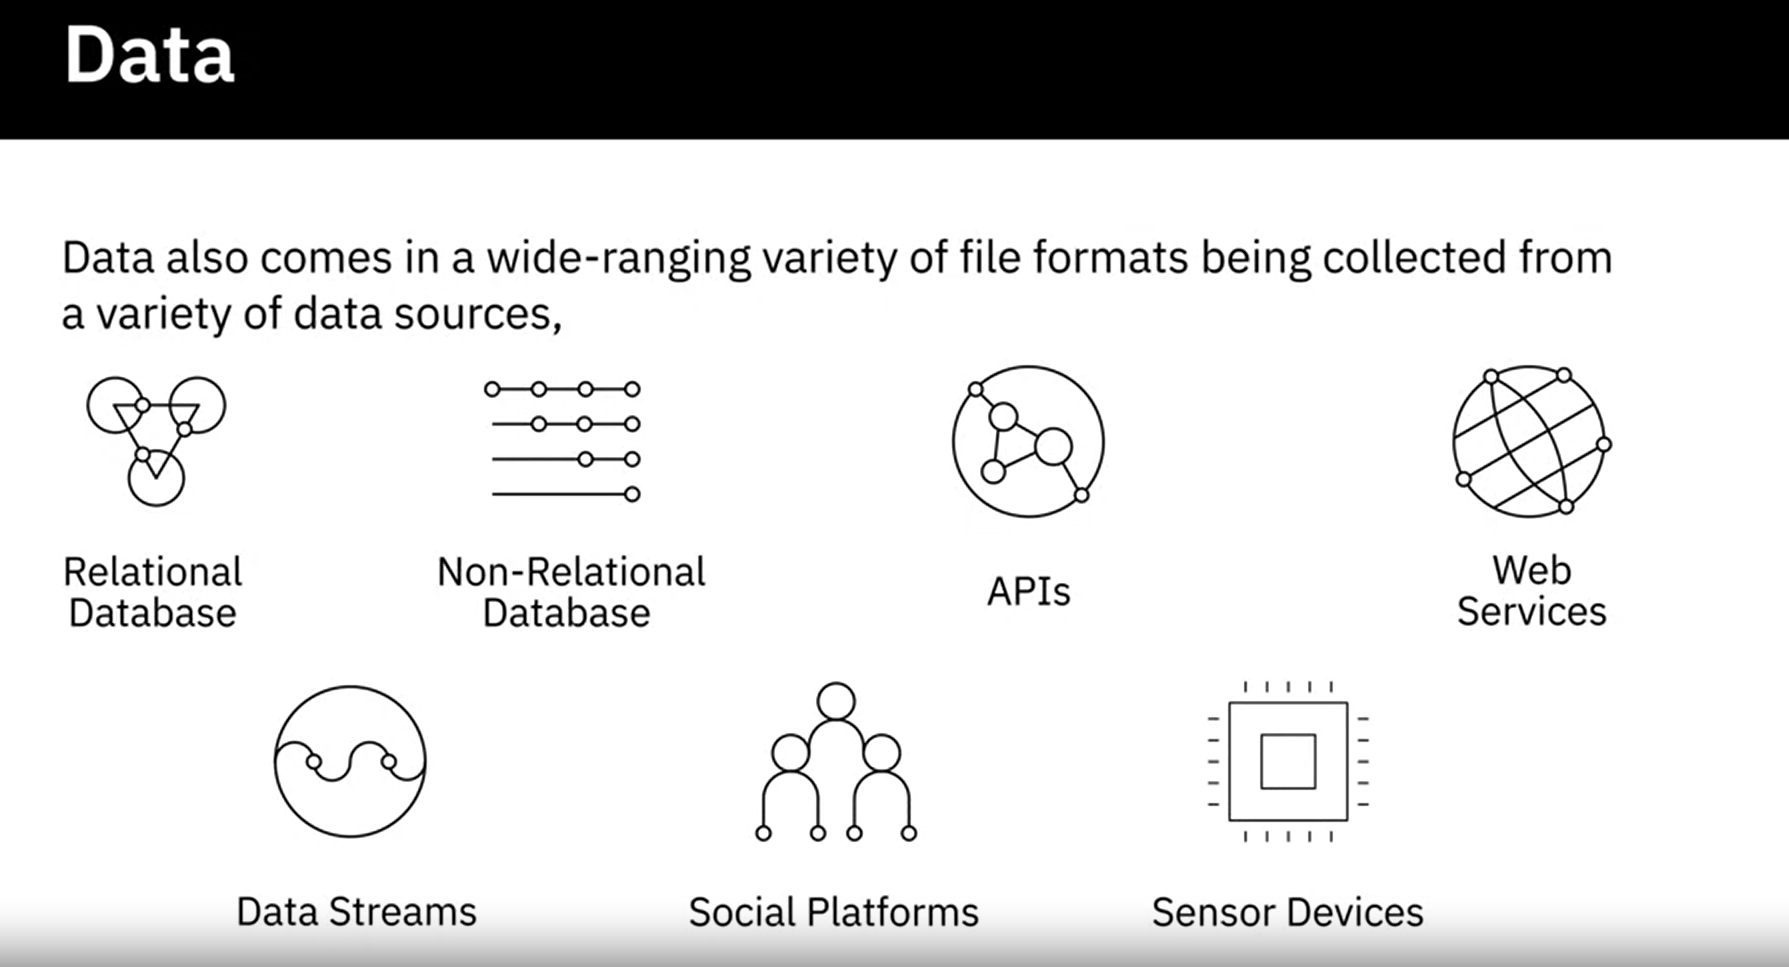 Data
Data also comes in a wide-ranging variety of file formats being collected from
a variety of data sources,
Relational
Database
Non-Relational
Database
APIs
Web
Services
Data Streams
Social Platforms
Sensor Devices